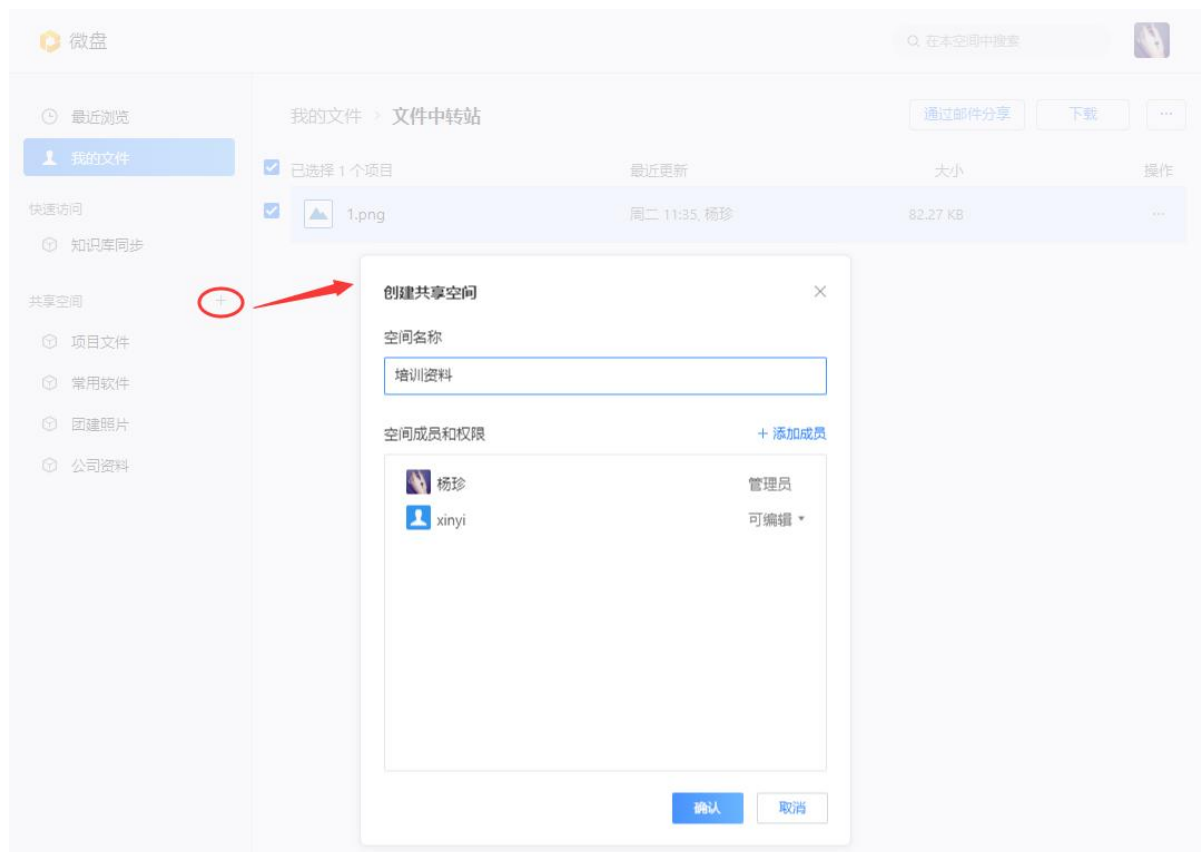 微盘
在本空间中搜索
最近浏览
我的文件
快速访问
知识库同步
共享空间 +
项目文件
常用软件
团建照片
公司资料
我的文件 > 文件中转站
通过邮件分享 下载 ...
已选择 1 个项目 最近更新 大小 操作
1.png 周二 11:35, 杨珍 82.27 KB ...
创建共享空间 ×
空间名称
培训资料
空间成员和权限 + 添加成员
杨珍 管理员
xinyi 可编辑
确认 取消